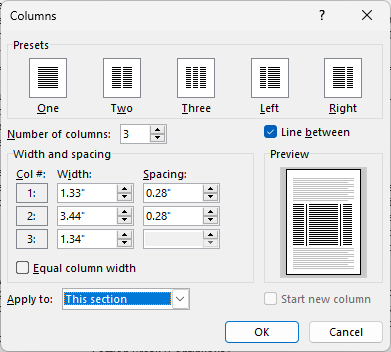 Columns
Presets
One Two Three Left Right
Number of columns: 3
Line between
Width and spacing
Preview
Col #: Width: Spacing:
1: 1.33" 0.28"
2: 3.44" 0.28"
3: 1.34"
Equal column width
Apply to: This section
Start new column
OK Cancel